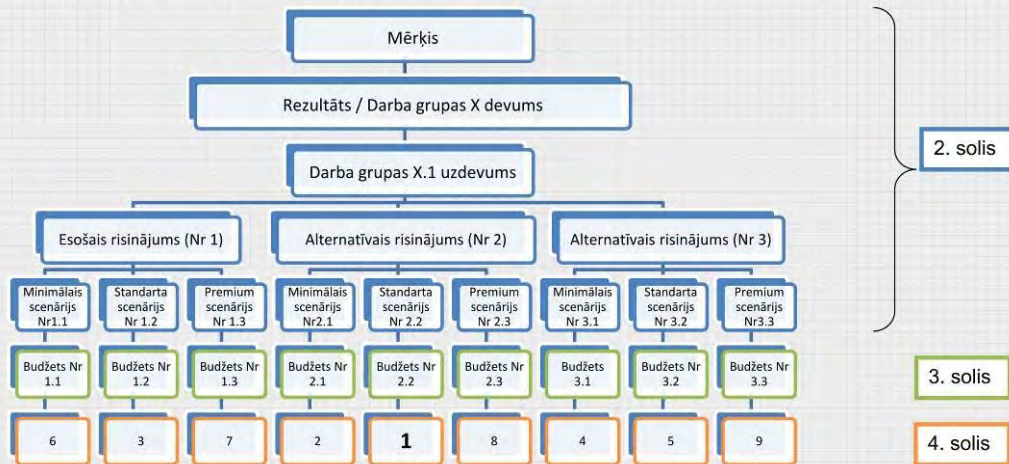 Mērķis
Rezultāts / Darba grupas X devums
2. solis
Darba grupas X.1 uzdevums
Esošais risinājums (Nr 1)
Alternatīvais risinājums (Nr 2)
Alternatīvais risinājums (Nr 3)
Minimālais
scenārijs
Nr1.1
Standarta
scenārijs
Nr 1.2
Premium
scenārijs
Nr 1.3
Minimālais
scenārijs
Nr2.1
Standarta
scenārijs
Nr 2.2
Premium
scenārijs
Nr 2.3
Minimālais
scenārijs
Nr 3.1
Standarta
scenārijs
Nr 3.2
Premium
scenārijs
Nr3.3
Budžets Nr
1.1
Budžets Nr
1.2
Budžets Nr
1.3
Budžets Nr
2.1
Budžets Nr
2.2
Budžets Nr
2.3
Budžets
3.1
Budžets Nr
3.2
Budžets Nr
3.3
3. solis
6
3
7
2
1
8
4
5
9
4. solis